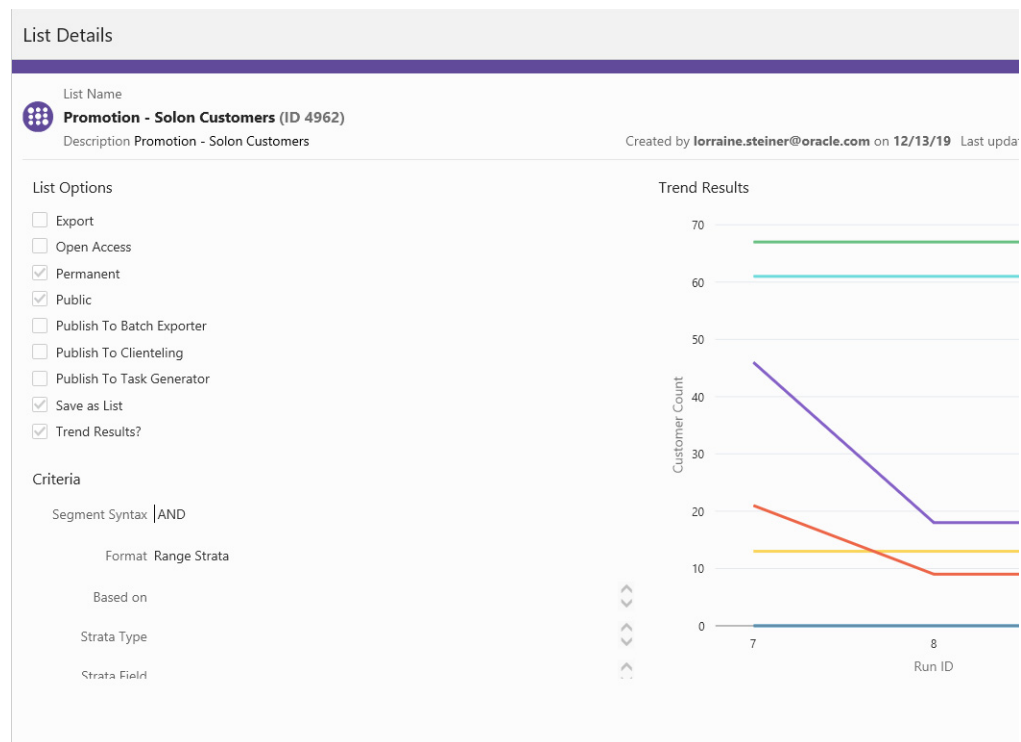 List Details
List Name
Promotion - Solon Customers (ID 4962)
Description Promotion - Solon Customers
Created by lorraine.steiner@oracle.com on 12/13/19 Last
List Options
Export
Open Access
Permanent
Public
Publish To Batch Exporter
Publish To Clienteling
Publish To Task Generator
Save as List
Trend Results?
Criteria
Segment Syntax AND
Format Range Strata
Based on
Strata Type
Strata Field
Trend Results
70
60
50
40
30
20
10
0
Customer Count
7 8
Run ID